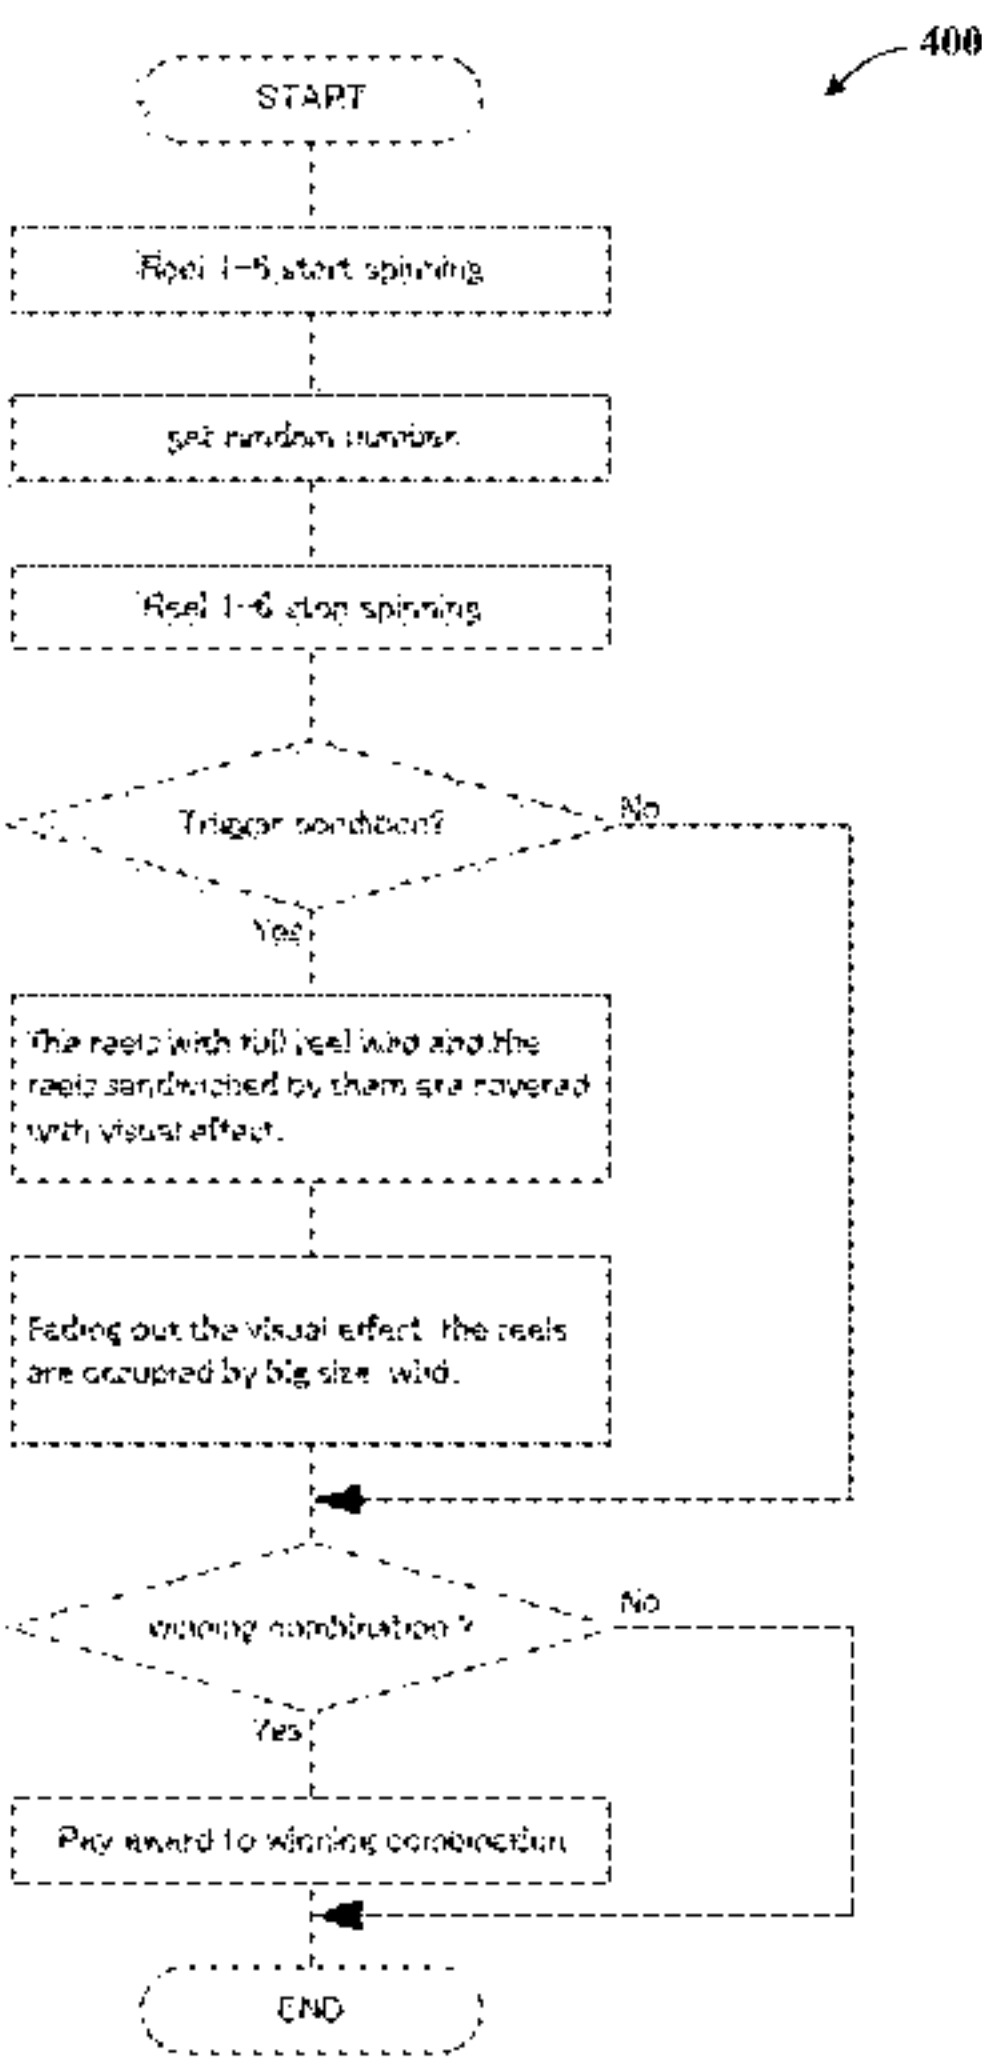 400
START
Reel 1-5 start spinning
get random number
Reel 1-5 stop spinning
Trigger condition?
No
Yes
The reels with full reel wild and the
reels sandwiched by them are covered
with visual effect.
Fading out the visual effect the reels
are occupied by big size wild.
winning combination ?
No
Yes
Pay award to winning combination
END